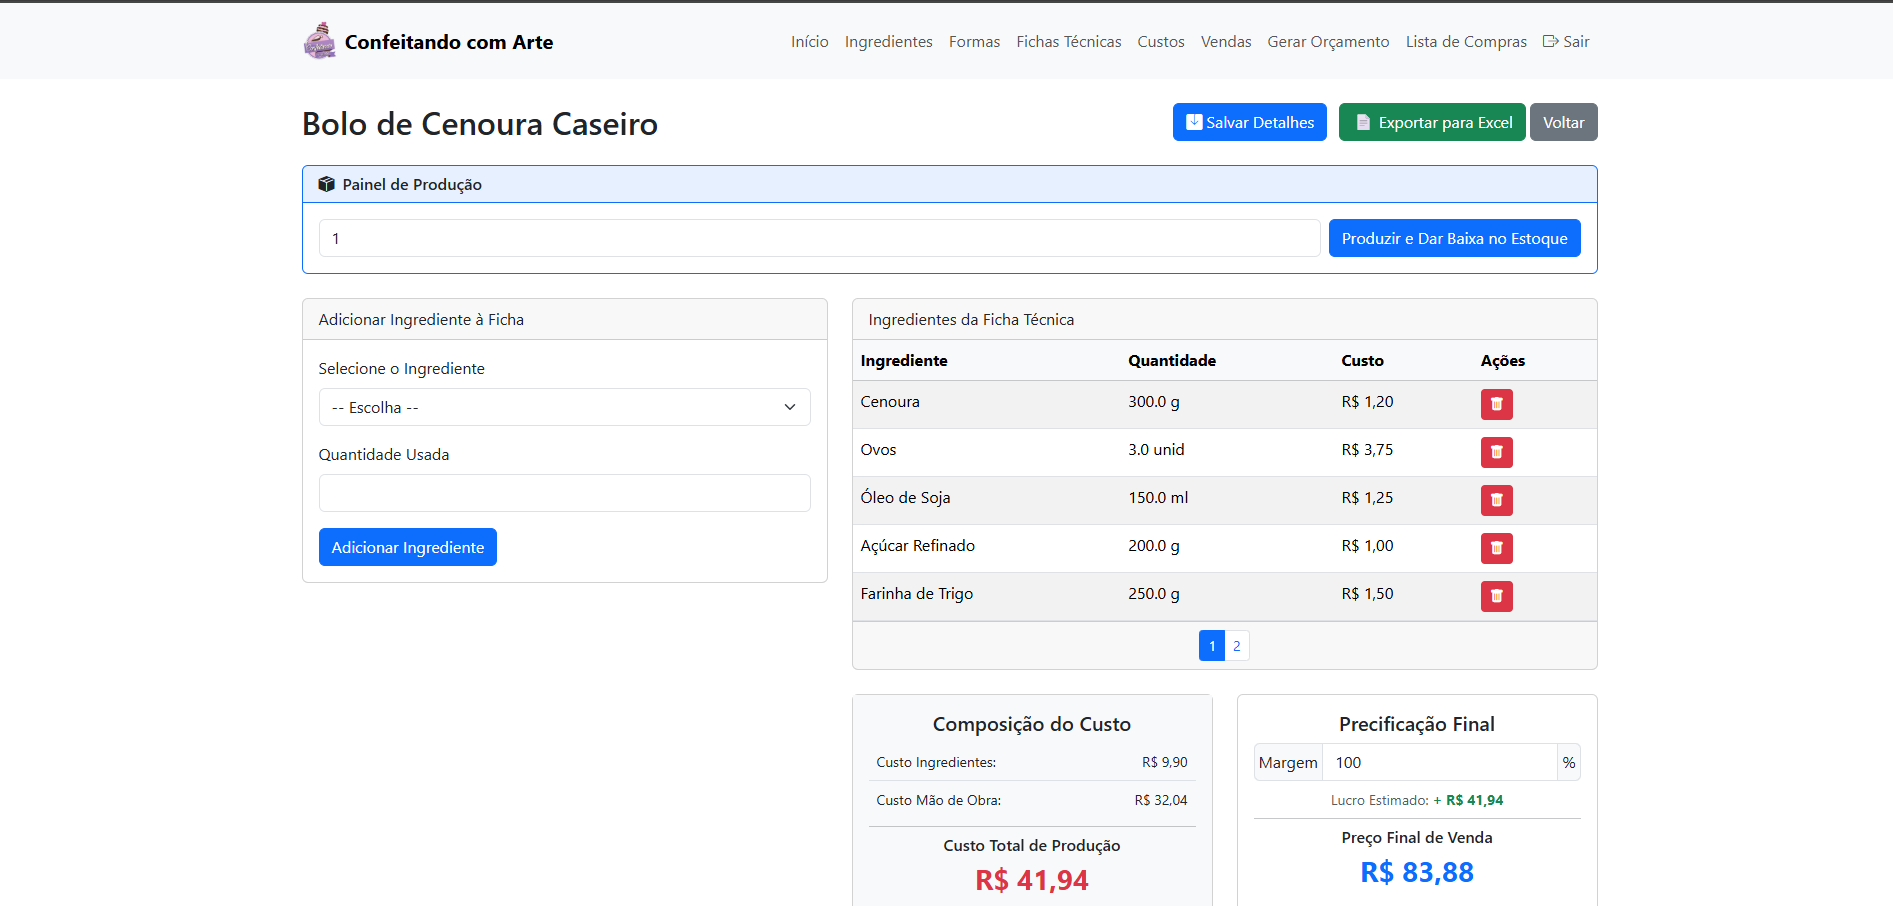 Confeitando com Arte
Início Ingredientes Formas Fichas Técnicas Custos Vendas Gerar Orçamento Lista de Compras Sair
Bolo de Cenoura Caseiro
Salvar Detalhes Exportar para Excel Voltar
Painel de Produção
1 Produzir e Dar Baixa no Estoque
Adicionar Ingrediente à Ficha
Selecione o Ingrediente
-- Escolha --
Quantidade Usada
Adicionar Ingrediente
Ingredientes da Ficha Técnica
Ingrediente Quantidade Custo Ações
Cenoura 300.0 g R$ 1,20
Ovos 3.0 unid R$ 3,75
Óleo de Soja 150.0 ml R$ 1,25
Açúcar Refinado 200.0 g R$ 1,00
Farinha de Trigo 250.0 g R$ 1,50
1 2
Composição do Custo
Custo Ingredientes: R$ 9,90
Custo Mão de Obra: R$ 32,04
Custo Total de Produção
R$ 41,94
Precificação Final
Margem 100 %
Lucro Estimado: + R$ 41,94
Preço Final de Venda
R$ 83,88